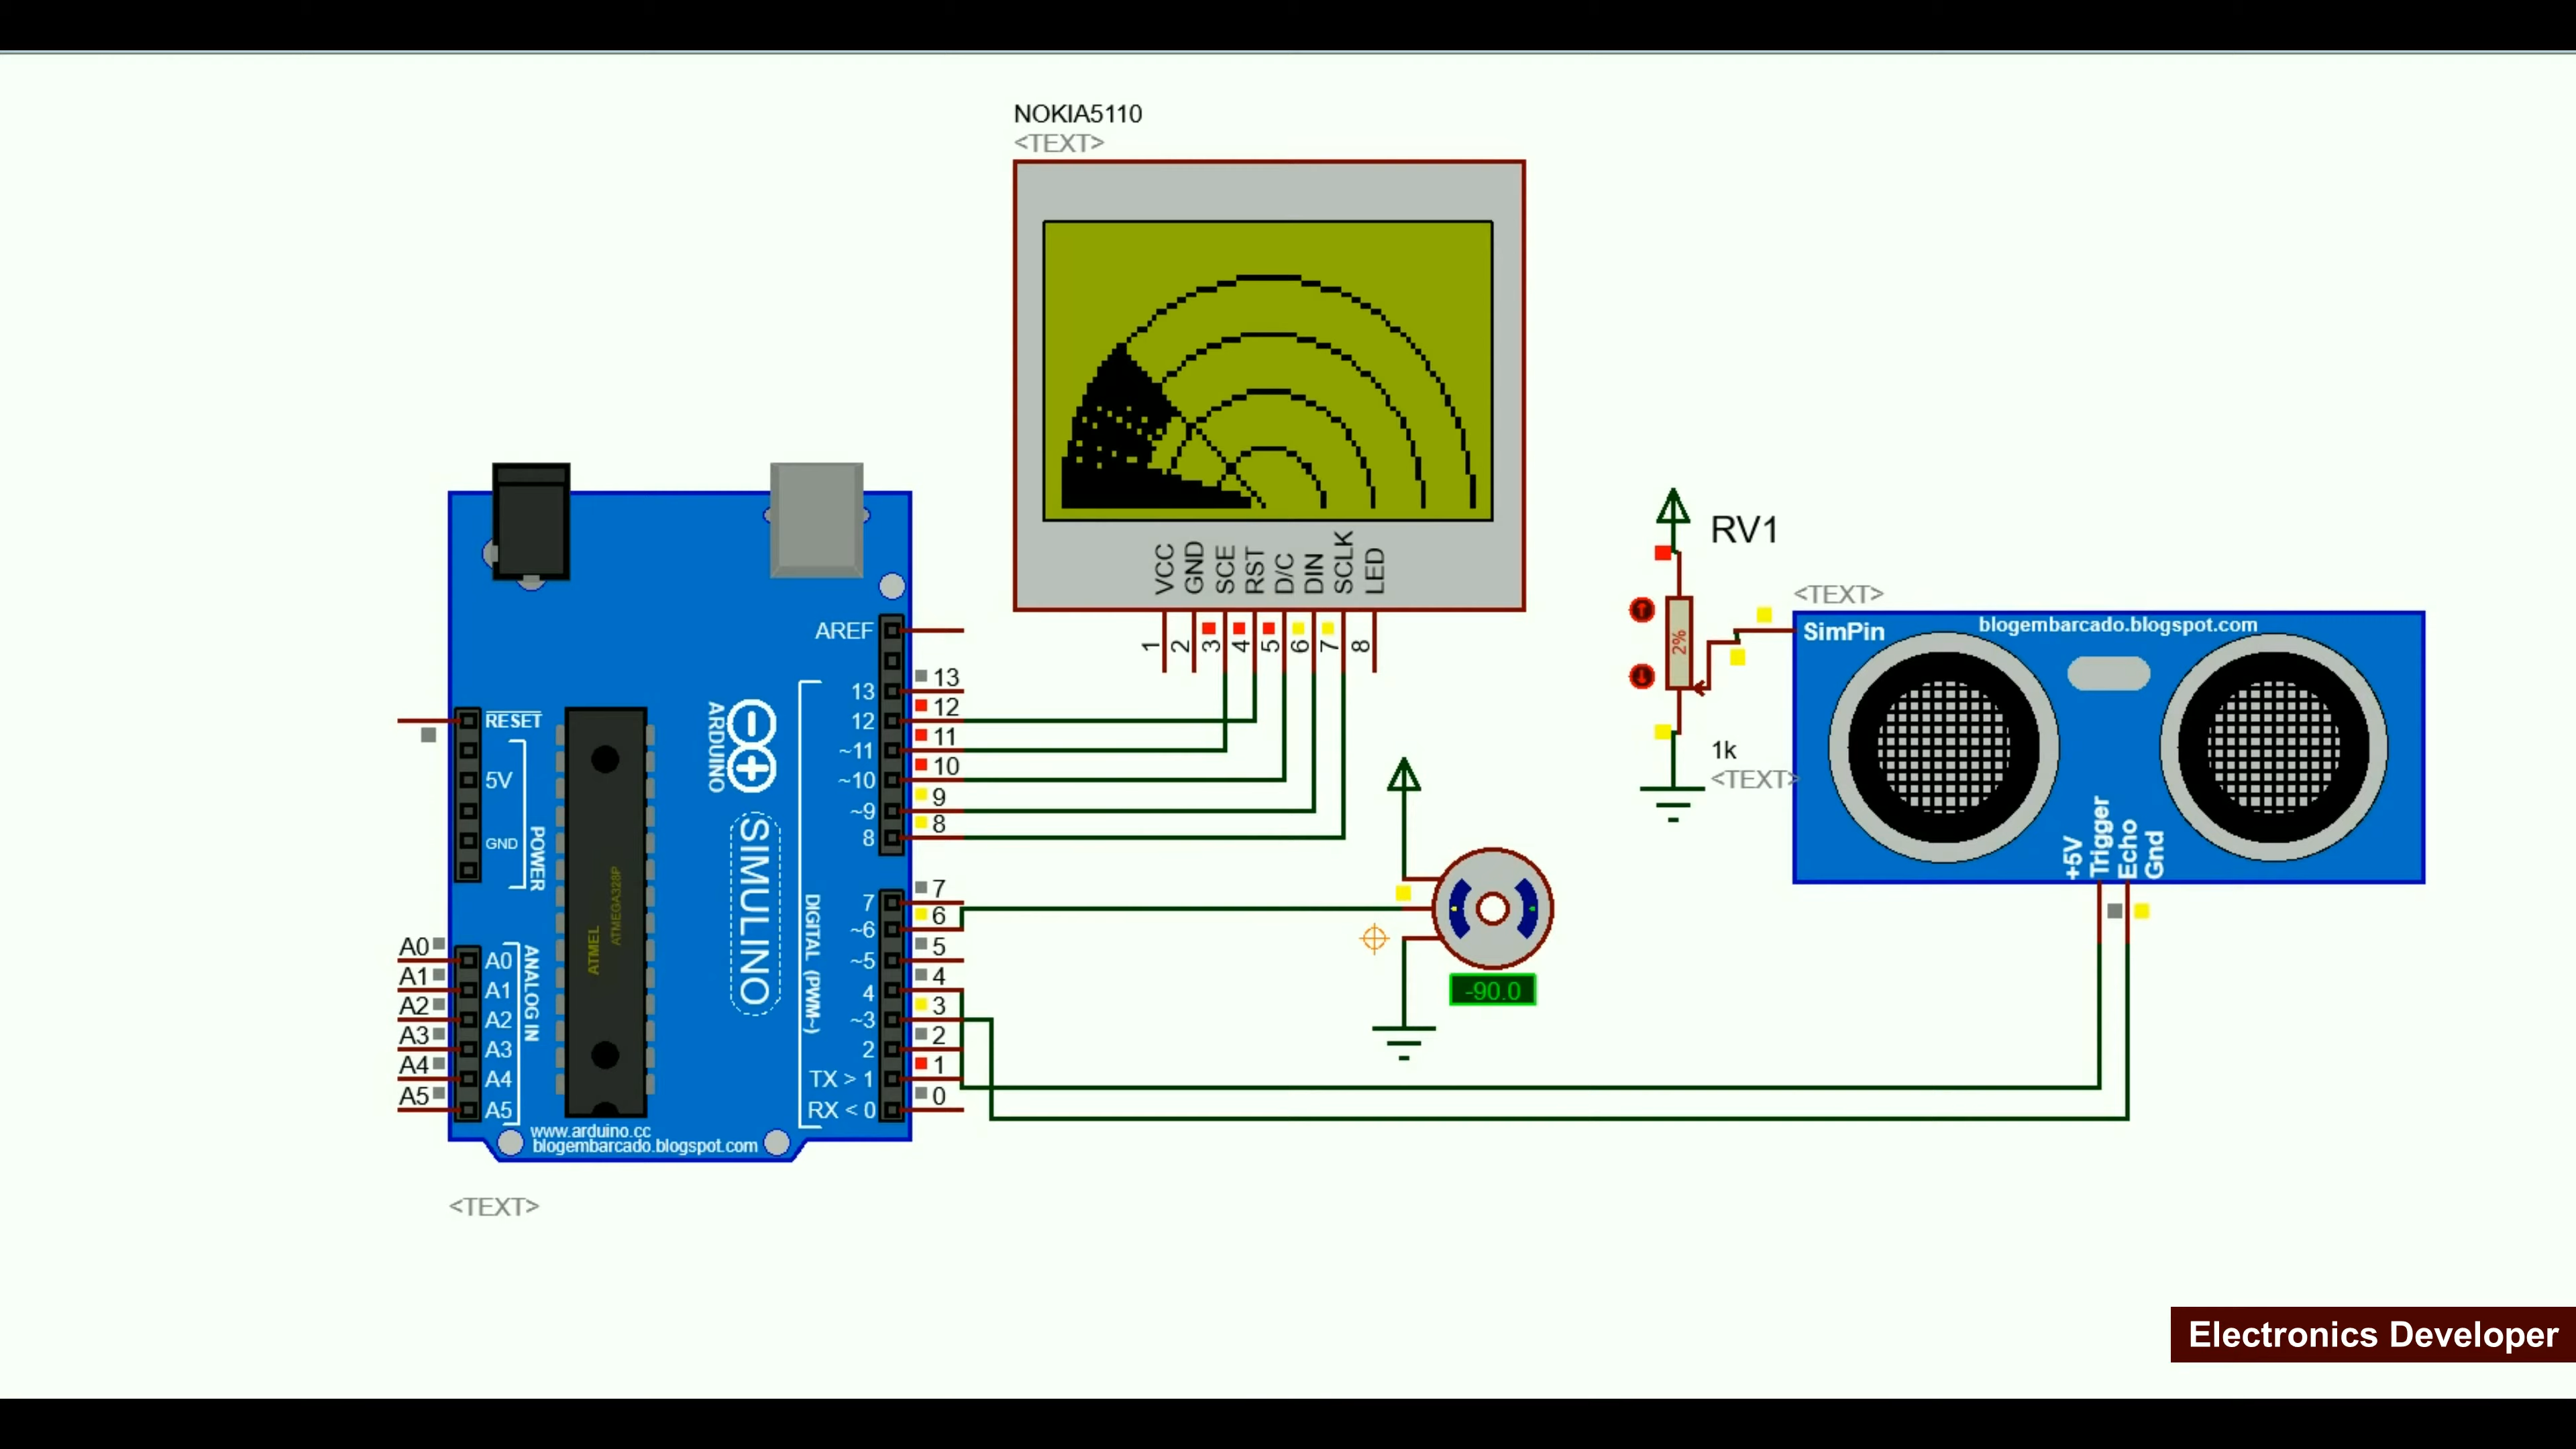 NOKIA5110
<TEXT>
VCC
GND
SCE
RST
D/C
DIN
SCLK
LED
1
2
3
4
5
6
7
8
AREF
13
12
~11
~10
~9
8
7
~6
~5
4
~3
2
TX > 1
RX < 0
13
12
11
10
9
8
7
6
5
4
3
2
1
0
RESET
5V
GND
POWER
A0
A1
A2
A3
A4
A5
A0
A1
A2
A3
A4
A5
ANALOG IN
ATMEL
ATMEGA328P
ARDUINO
SIMULINO
DIGITAL (PWM~)
www.arduino.cc
blogembarcado.blogspot.com
<TEXT>
-90.0
RV1
2%
1k
<TEXT>
<TEXT>
SimPin
blogembarcado.blogspot.com
+5V
Trigger
Echo
Gnd
Electronics Developer